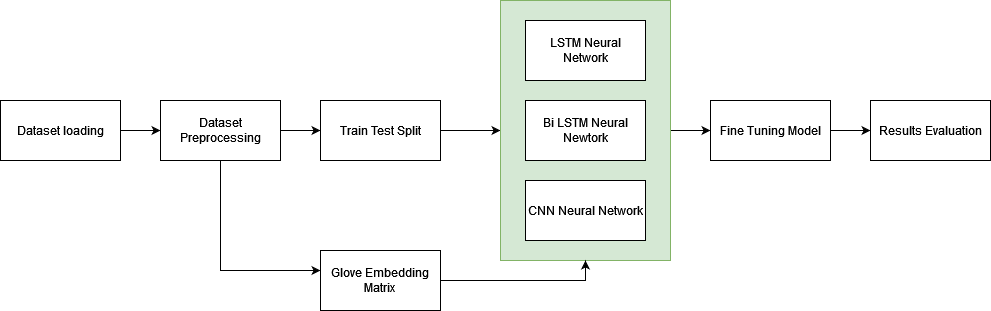 LSTM Neural
Network
Dataset loading
Dataset
Preprocessing
Train Test Split
Bi LSTM Neural
Newtork
Fine Tuning Model
Results Evaluation
CNN Neural Network
Glove Embedding
Matrix